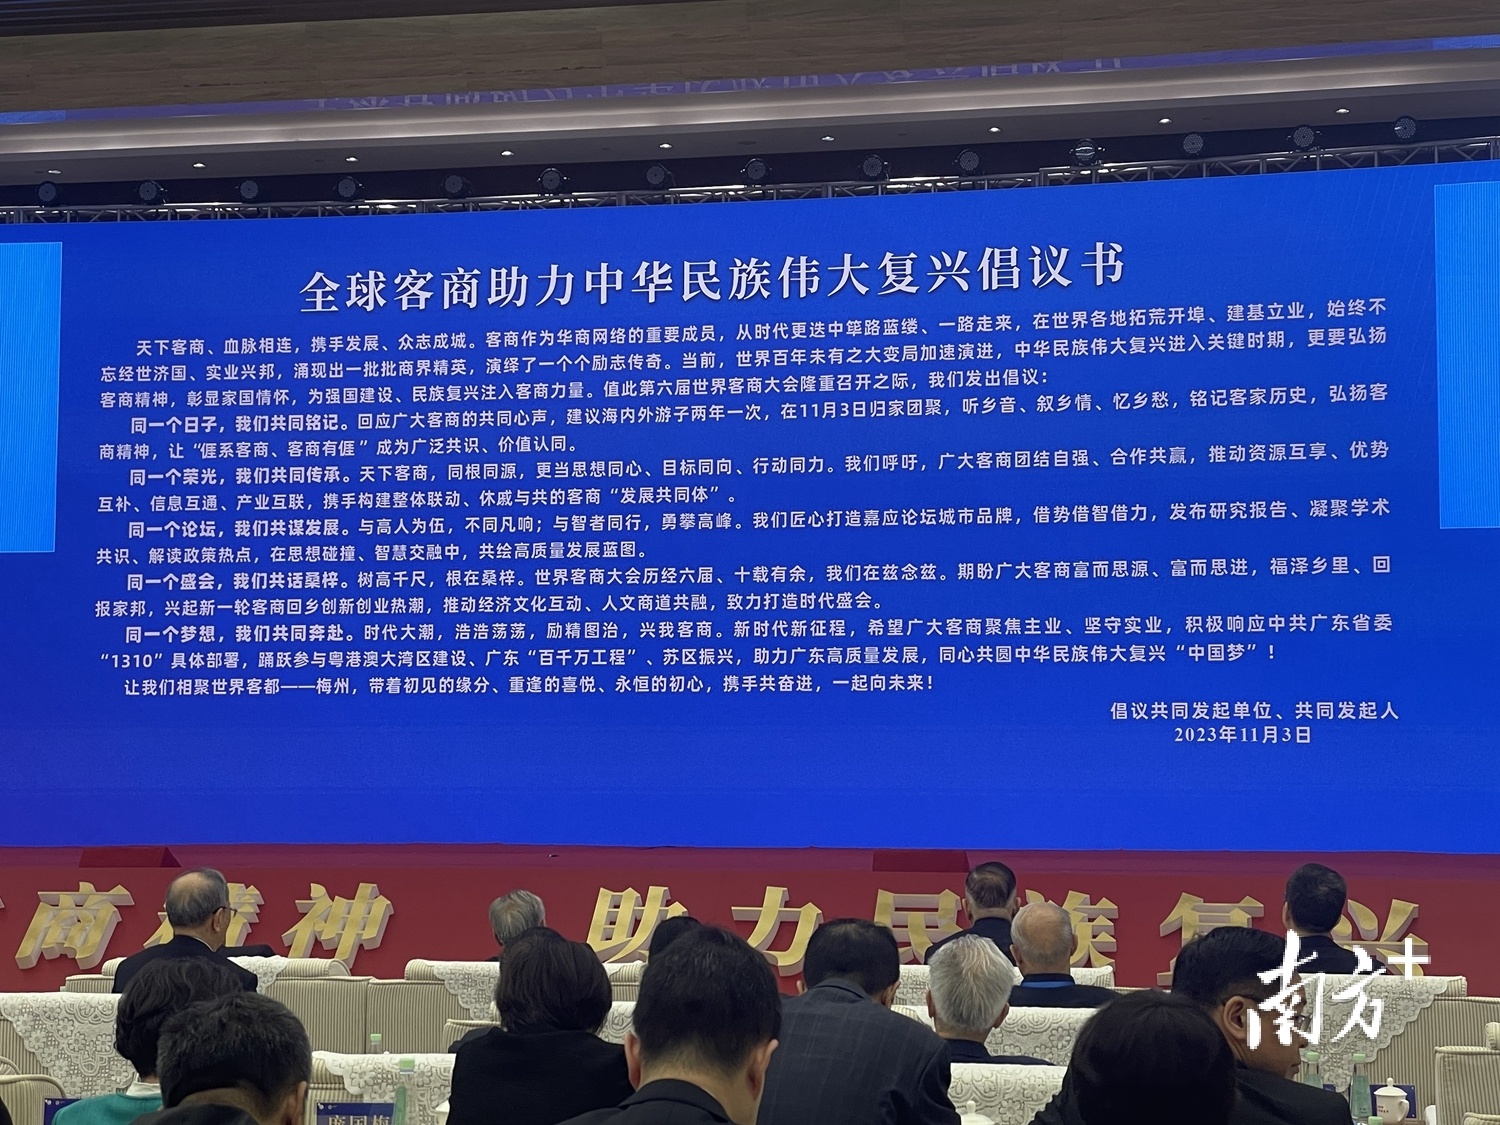 全球客商助力中华民族伟大复兴倡议书
天下客商、血脉相连，携手发展、众志成城。客商作为华商网络的重要成员，从时代更迭中筚路蓝缕、一路走来，在世界各地拓荒开埠、建基立业，始终不
忘经世济国、实业兴邦，涌现出一批批商界精英，演绎了一个个励志传奇。当前，世界百年未有之大变局加速演进，中华民族伟大复兴进入关键时期，更要弘扬
客商精神，彰显家国情怀，为强国建设、民族复兴注入客商力量。值此第六届世界客商大会隆重召开之际，我们发出倡议：
同一个日子，我们共同铭记。回应广大客商的共同心声，建议海内外游子两年一次，在11月3日归家团聚，听乡音、叙乡情、忆乡愁，铭记客家历史，弘扬客
商精神，让“𠊎系客商、客商有𠊎”成为广泛共识、价值认同。
同一个荣光，我们共同传承。天下客商，同根同源，更当思想同心、目标同向、行动同力。我们呼吁，广大客商团结自强、合作共赢，推动资源互享、优势
互补、信息互通、产业互联，携手构建整体联动、休戚与共的客商“发展共同体”。
同一个论坛，我们共谋发展。与高人为伍，不同凡响；与智者同行，勇攀高峰。我们匠心打造嘉应论坛城市品牌，借势借智借力，发布研究报告、凝聚学术
共识、解读政策热点，在思想碰撞、智慧交融中，共绘高质量发展蓝图。
同一个盛会，我们共话桑梓。树高千尺，根在桑梓。世界客商大会历经六届、十载有余，我们在兹念兹。期盼广大客商富而思源、富而思进，福泽乡里、回
报家邦，兴起新一轮客商回乡创新创业热潮，推动经济文化互动、人文商道共融，致力打造时代盛会。
同一个梦想，我们共同奔赴。时代大潮，浩浩荡荡，励精图治，兴我客商。新时代新征程，希望广大客商聚焦主业、坚守实业，积极响应中共广东省委
“1310”具体部署，踊跃参与粤港澳大湾区建设、广东“百千万工程”、苏区振兴，助力广东高质量发展，同心共圆中华民族伟大复兴“中国梦”！
让我们相聚世界客都——梅州，带着初见的缘分、重逢的喜悦、永恒的初心，携手共奋进，一起向未来！
倡议共同发起单位、共同发起人
2023年11月3日
商精神 助力民族复兴
南方+